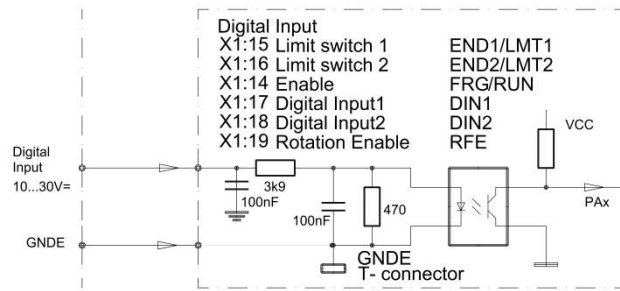 Digital Input
X1:15 Limit switch 1 END1/LMT1
X1:16 Limit switch 2 END2/LMT2
X1:14 Enable FRG/RUN
X1:17 Digital Input1 DIN1
X1:18 Digital Input2 DIN2
X1:19 Rotation Enable RFE
VCC
Digital
Input
10...30V=
3k9
100nF
100nF
470
PAx
GNDE
GNDE
T- connector